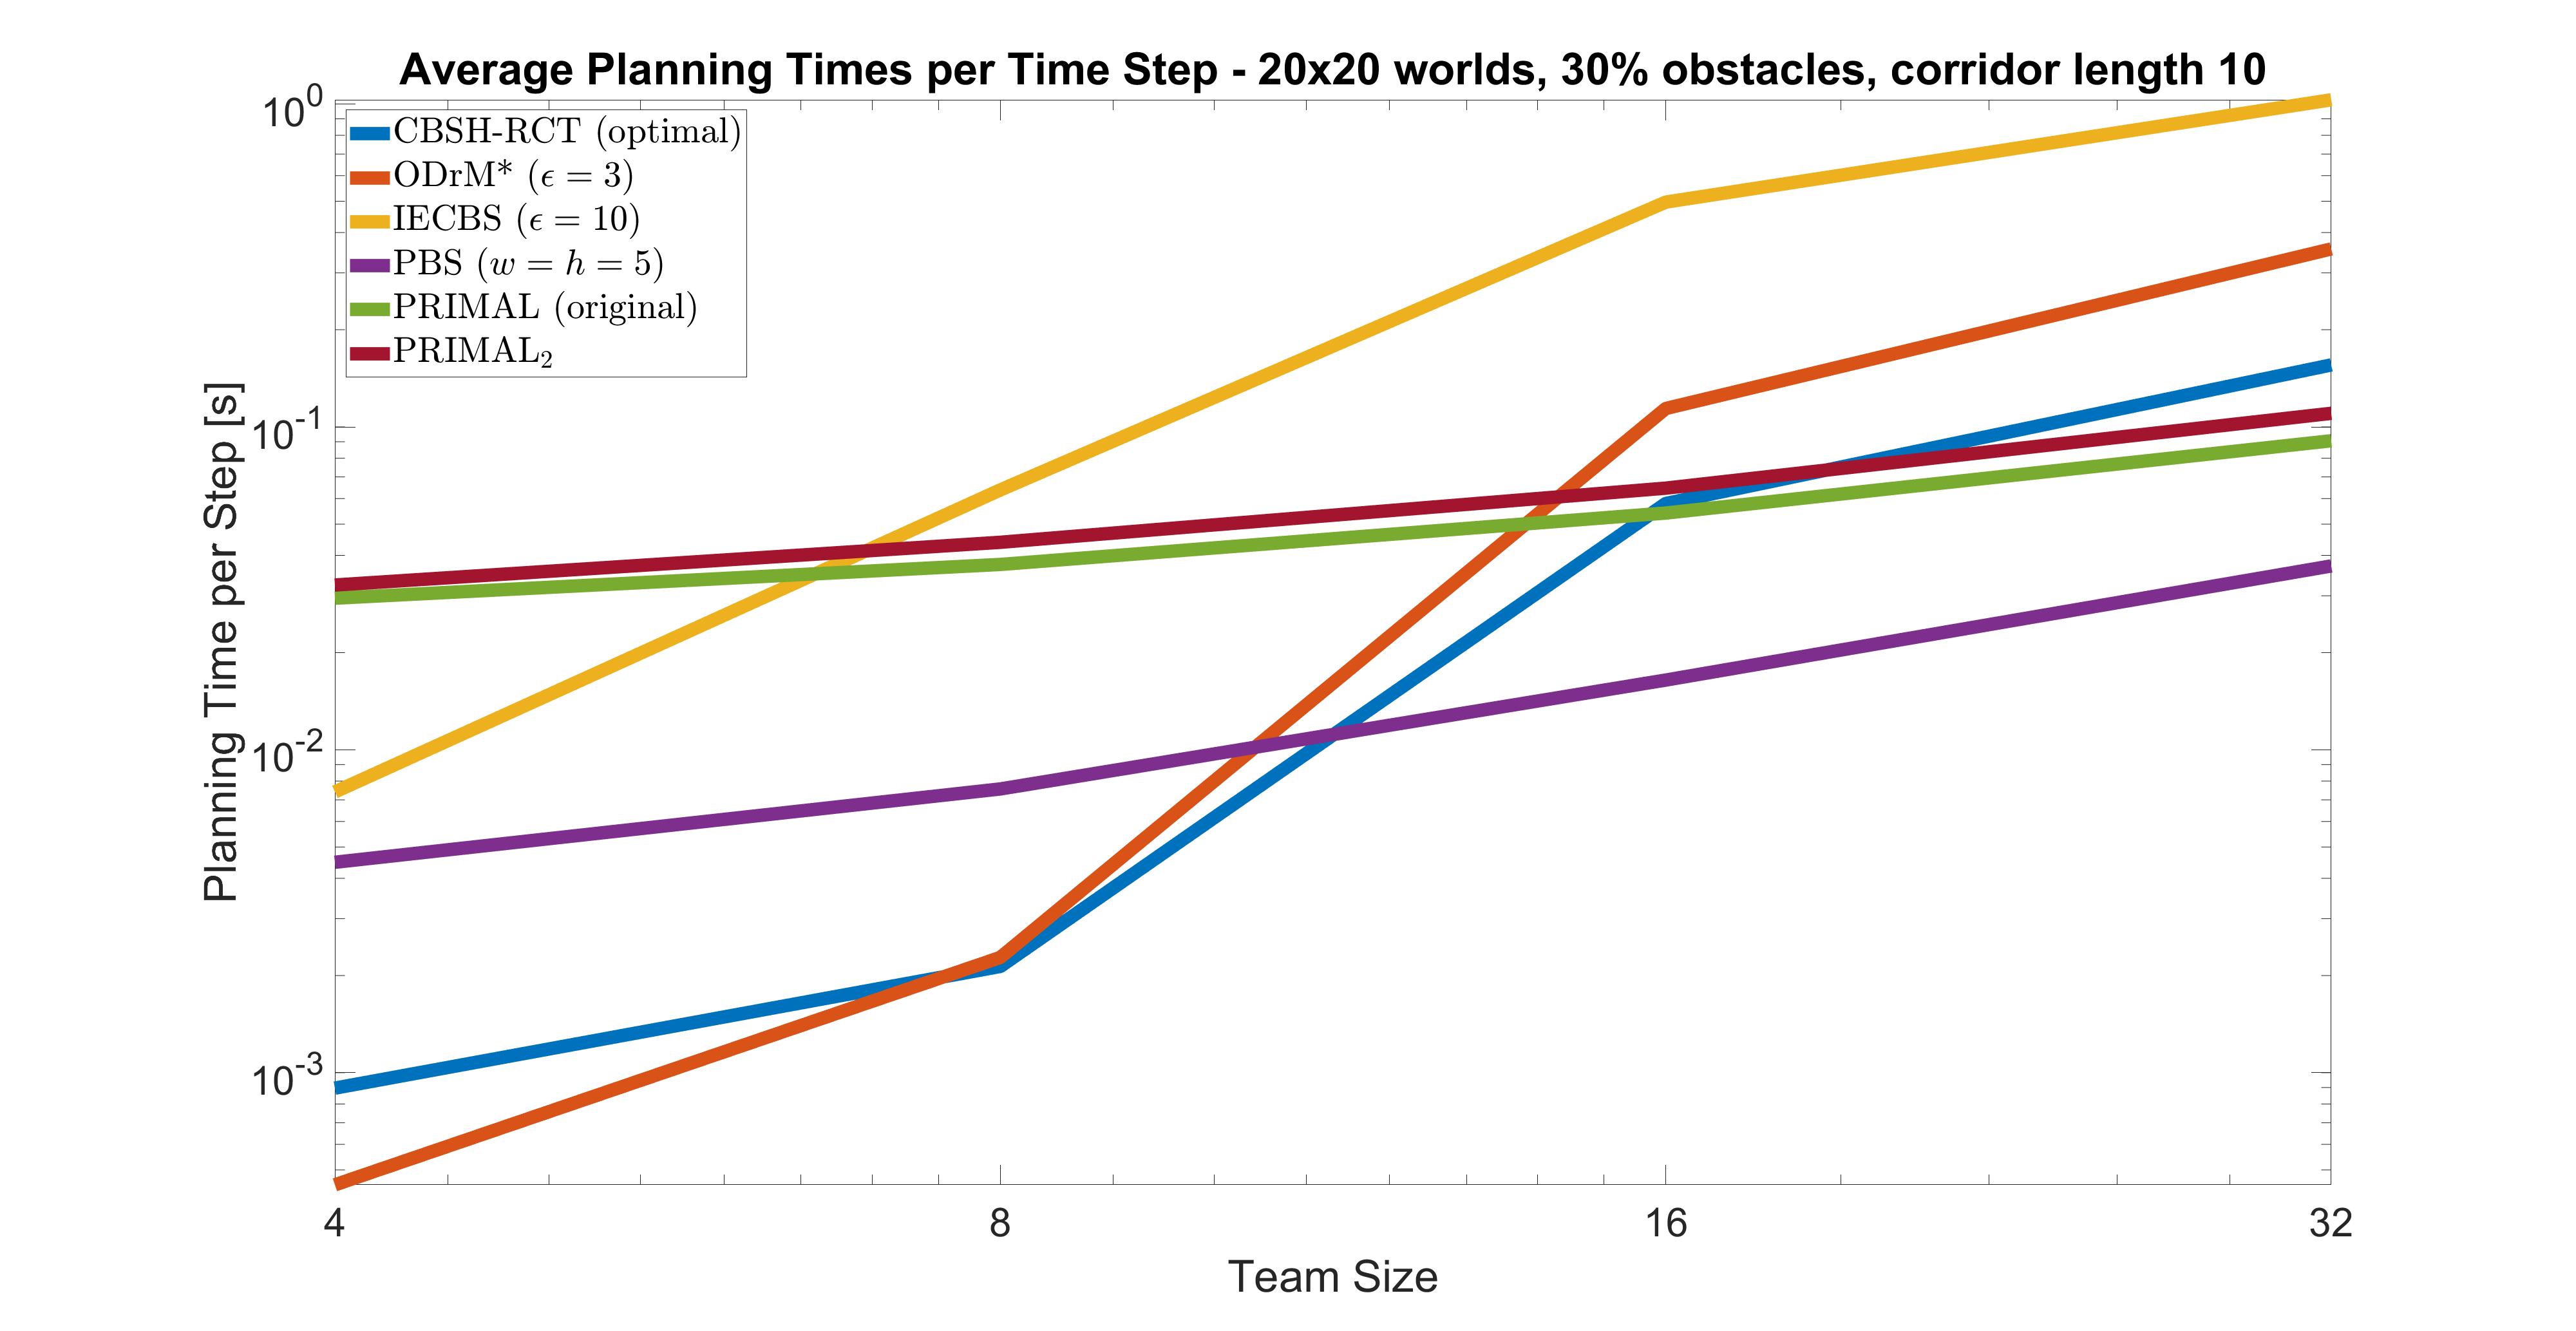 Average Planning Times per Time Step - 20x20 worlds, 30% obstacles, corridor length 10
10^0
CBSH-RCT (optimal)
ODrM* (ϵ = 3)
IECBS (ϵ = 10)
PBS (w = h = 5)
PRIMAL (original)
PRIMAL₂
Planning Time per Step [s]
10^-1
10^-2
10^-3
4 8 16 32
Team Size